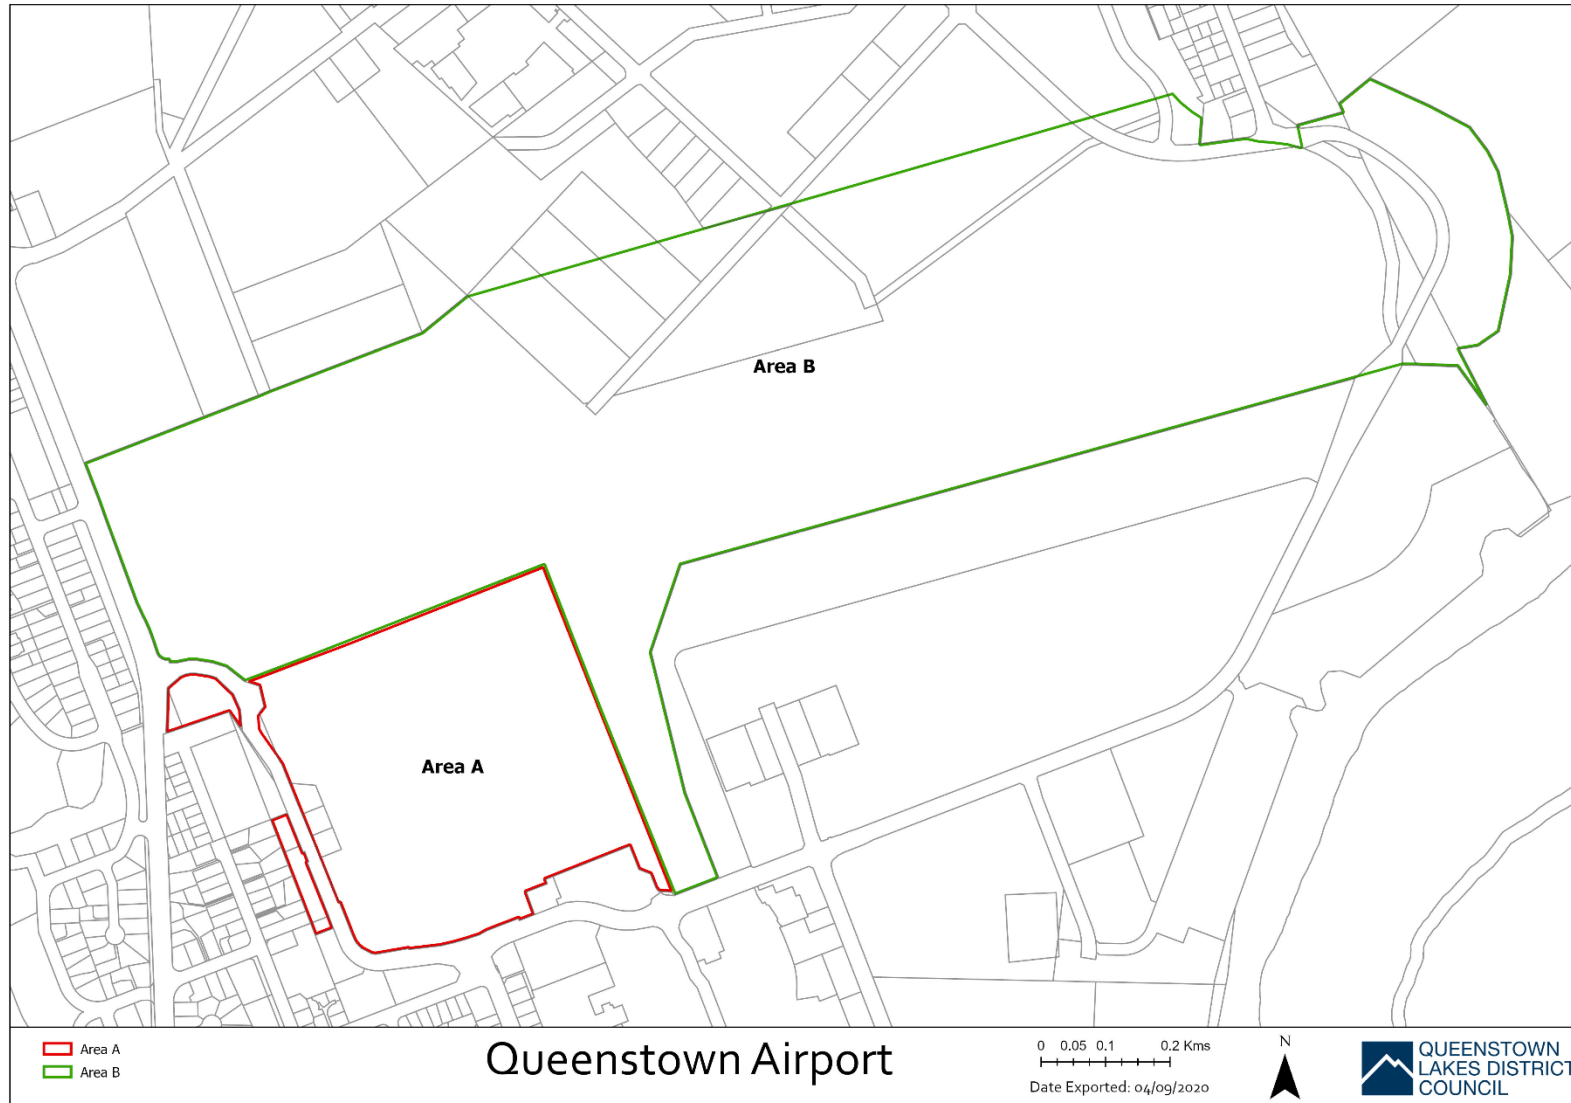 Area B
Area A
Area A
Area B
Queenstown Airport
0 0.05 0.1 0.2 Kms
Date Exported: 04/09/2020
N
QUEENSTOWN
LAKES DISTRICT
COUNCIL